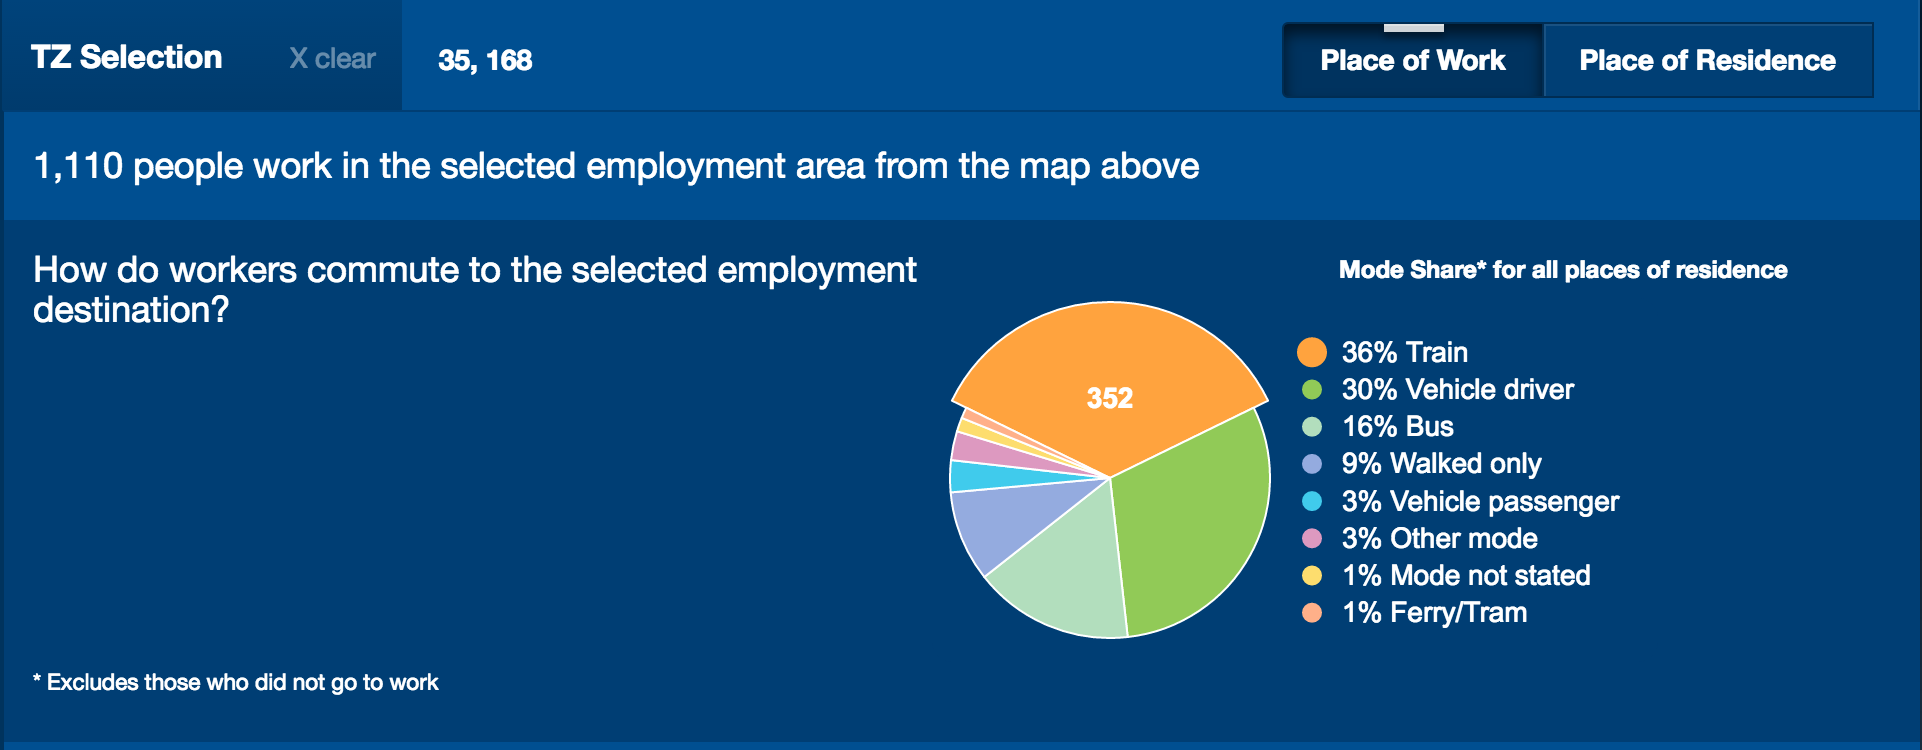 TZ Selection
X clear
35, 168
Place of Work
Place of Residence
1,110 people work in the selected employment area from the map above
How do workers commute to the selected employment
destination?
Mode Share* for all places of residence
352
36% Train
30% Vehicle driver
16% Bus
9% Walked only
3% Vehicle passenger
3% Other mode
1% Mode not stated
1% Ferry/Tram
* Excludes those who did not go to work